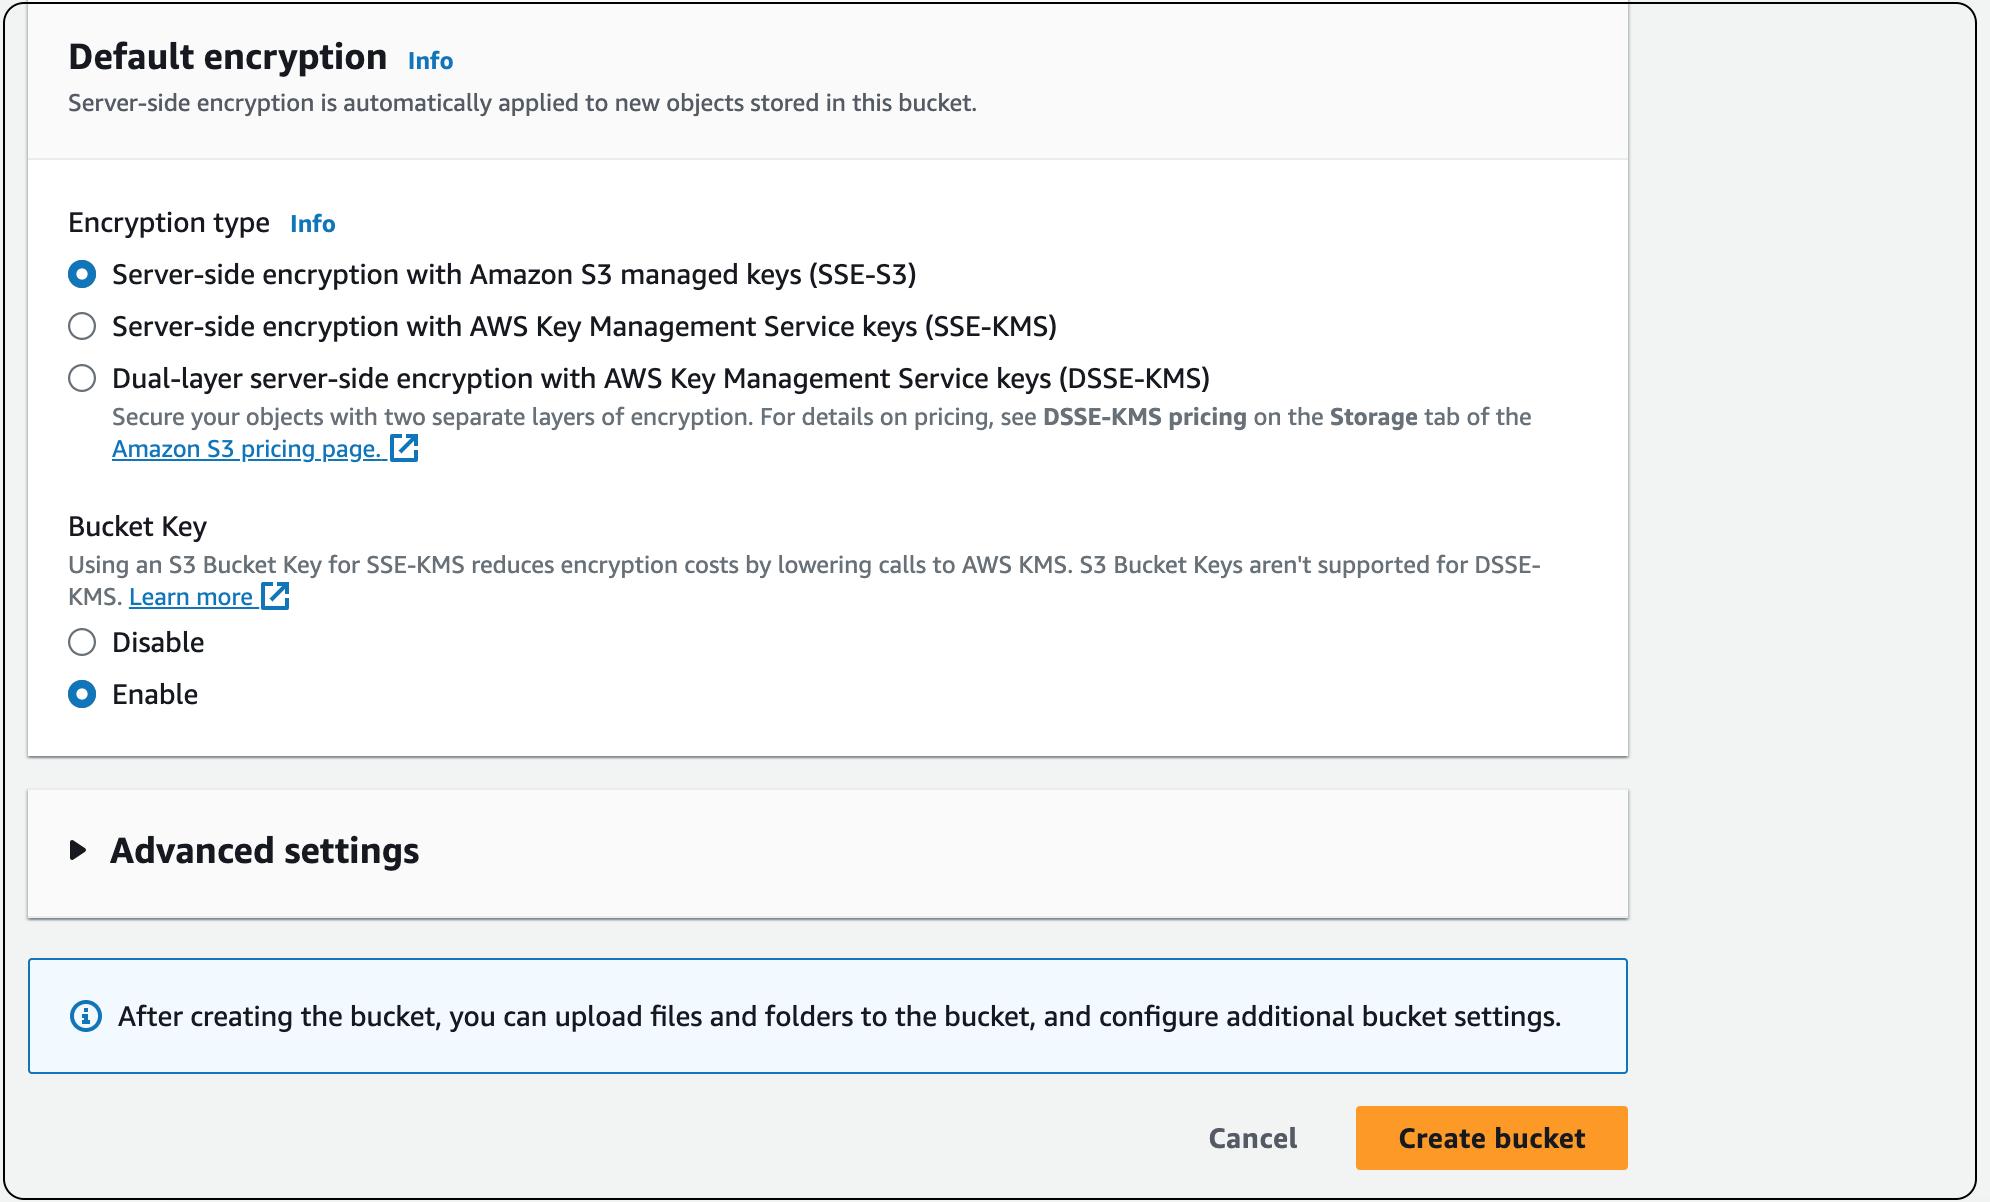 Default encryption Info
Server-side encryption is automatically applied to new objects stored in this bucket.
Encryption type Info
Server-side encryption with Amazon S3 managed keys (SSE-S3)
Server-side encryption with AWS Key Management Service keys (SSE-KMS)
Dual-layer server-side encryption with AWS Key Management Service keys (DSSE-KMS)
Secure your objects with two separate layers of encryption. For details on pricing, see DSSE-KMS pricing on the Storage tab of the
Amazon S3 pricing page.
Bucket Key
Using an S3 Bucket Key for SSE-KMS reduces encryption costs by lowering calls to AWS KMS. S3 Bucket Keys aren't supported for DSSE-
KMS. Learn more
Disable
Enable
Advanced settings
After creating the bucket, you can upload files and folders to the bucket, and configure additional bucket settings.
Cancel Create bucket